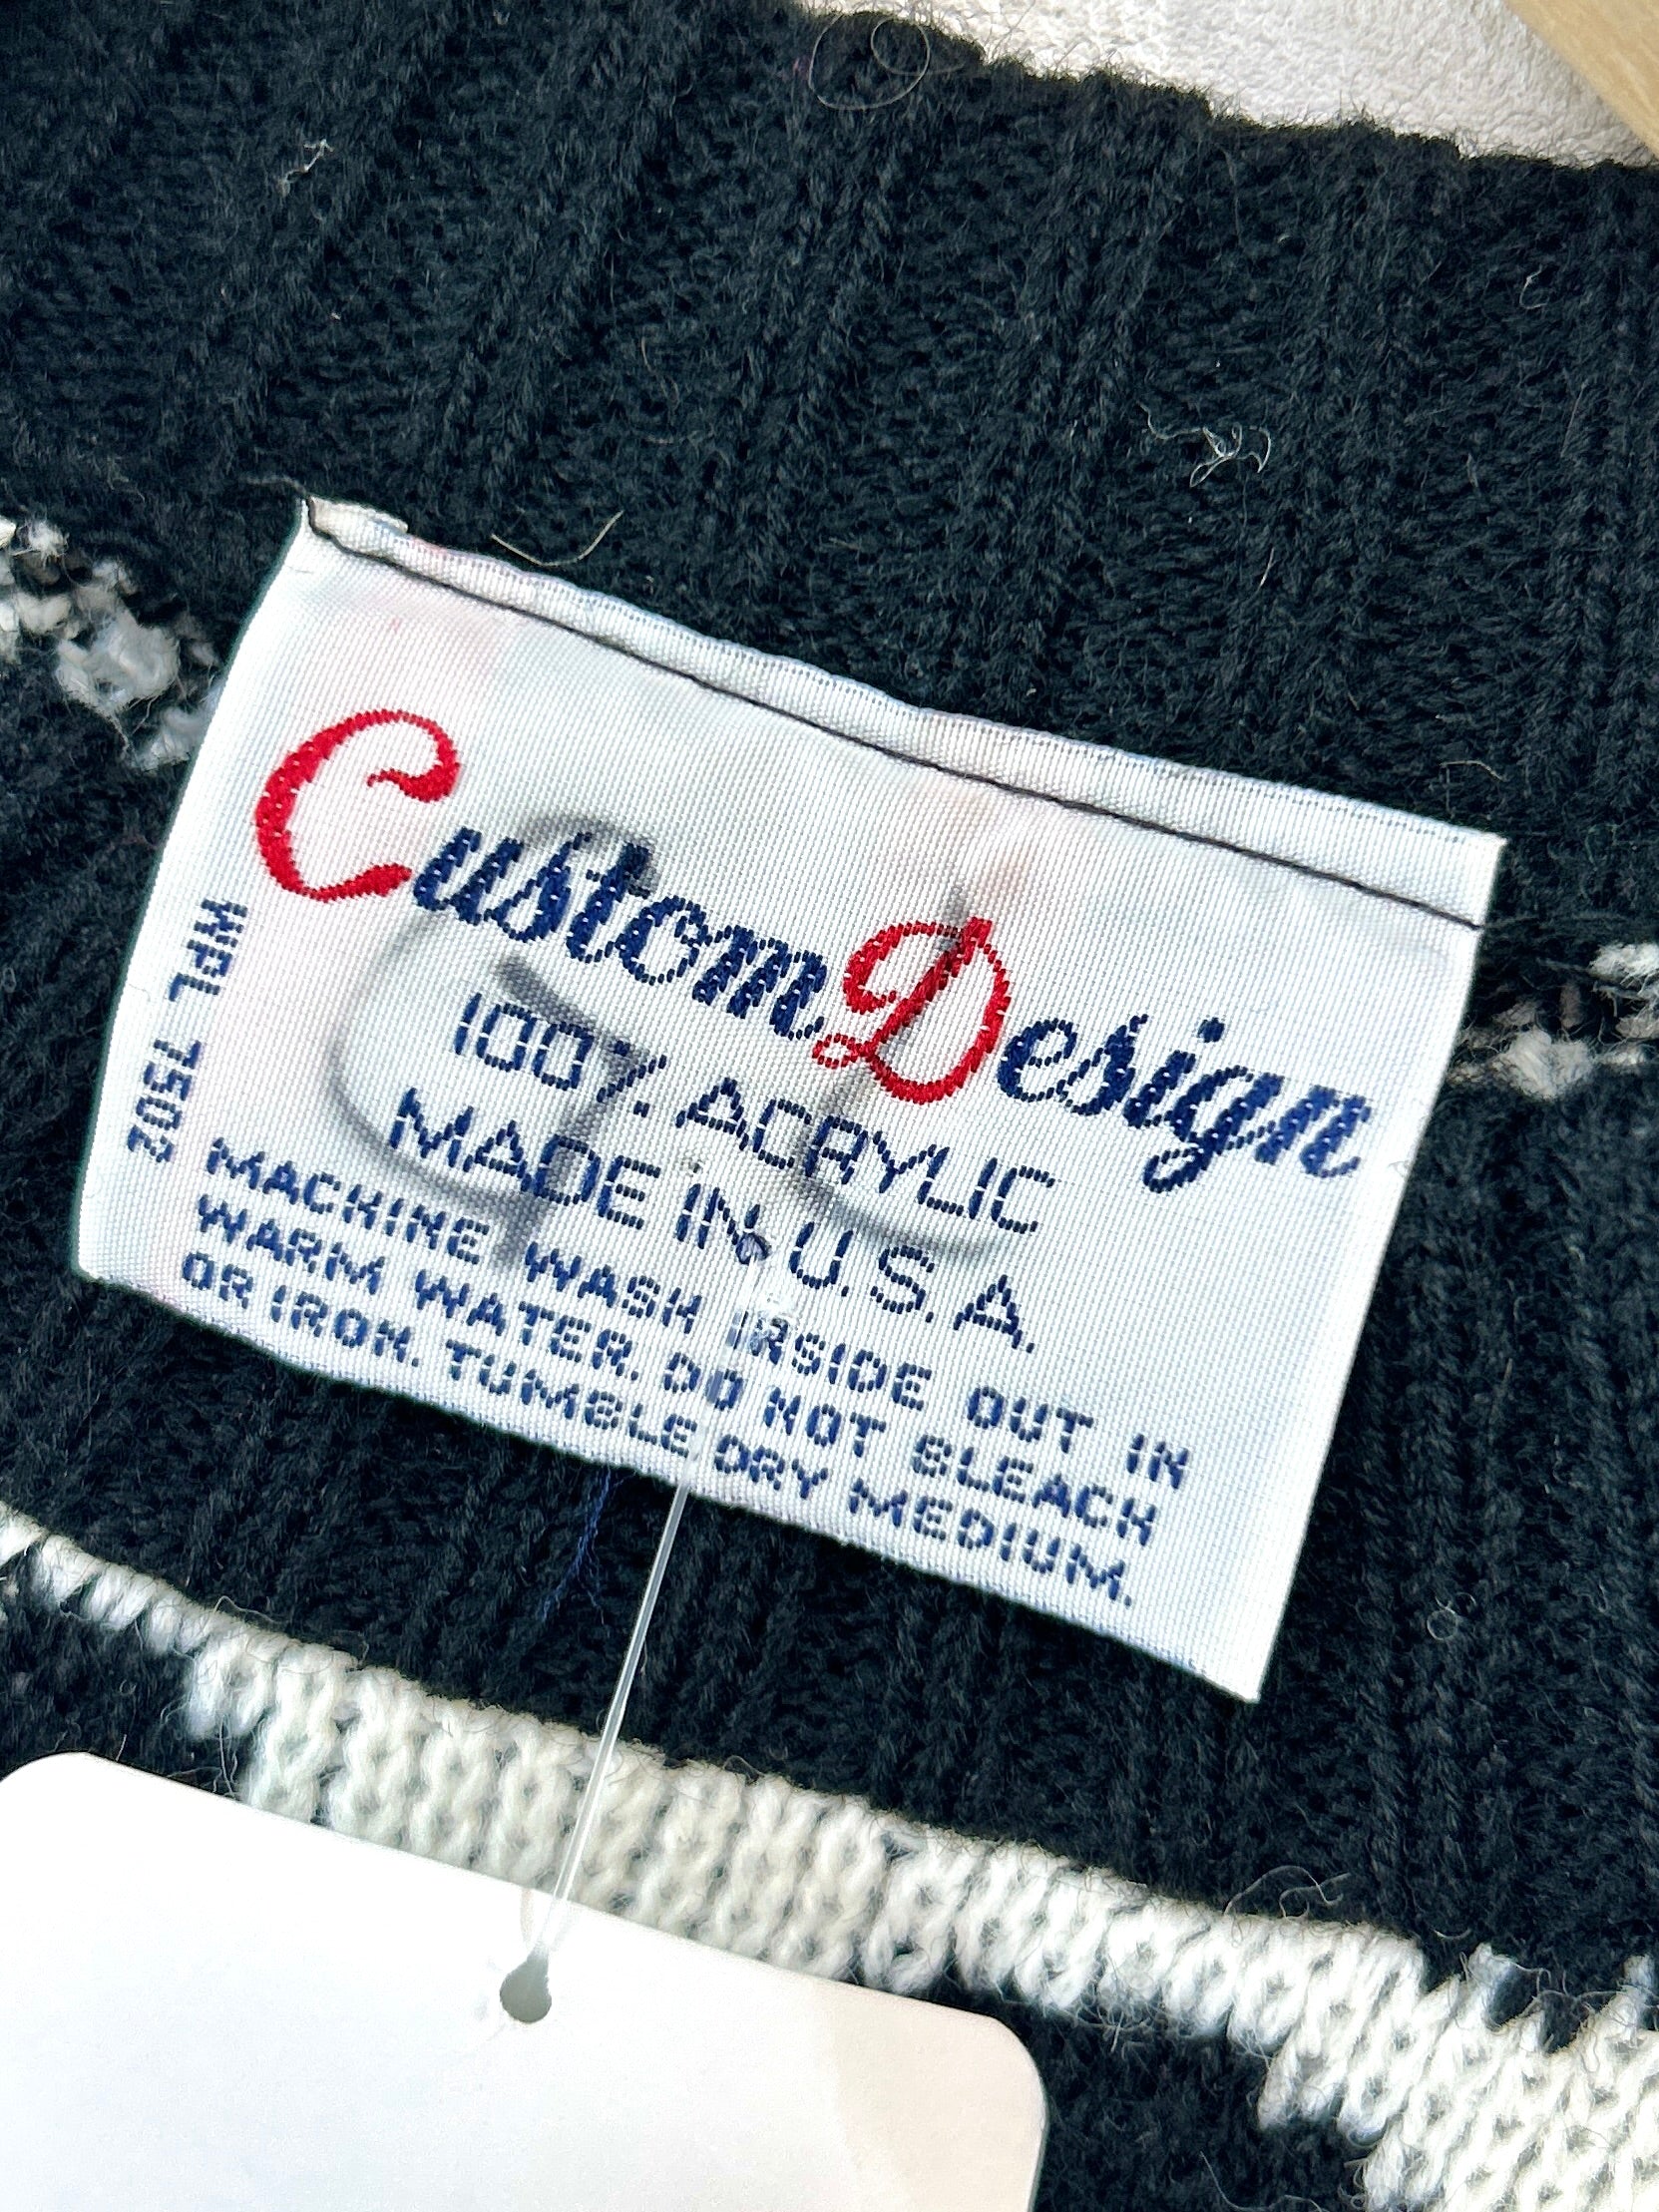 Custom Design
100% ACRYLIC
MADE IN U.S.A.
MACHINE WASH INSIDE OUT IN
WARM WATER. DO NOT BLEACH
OR IRON. TUMBLE DRY MEDIUM.
WPL 7502